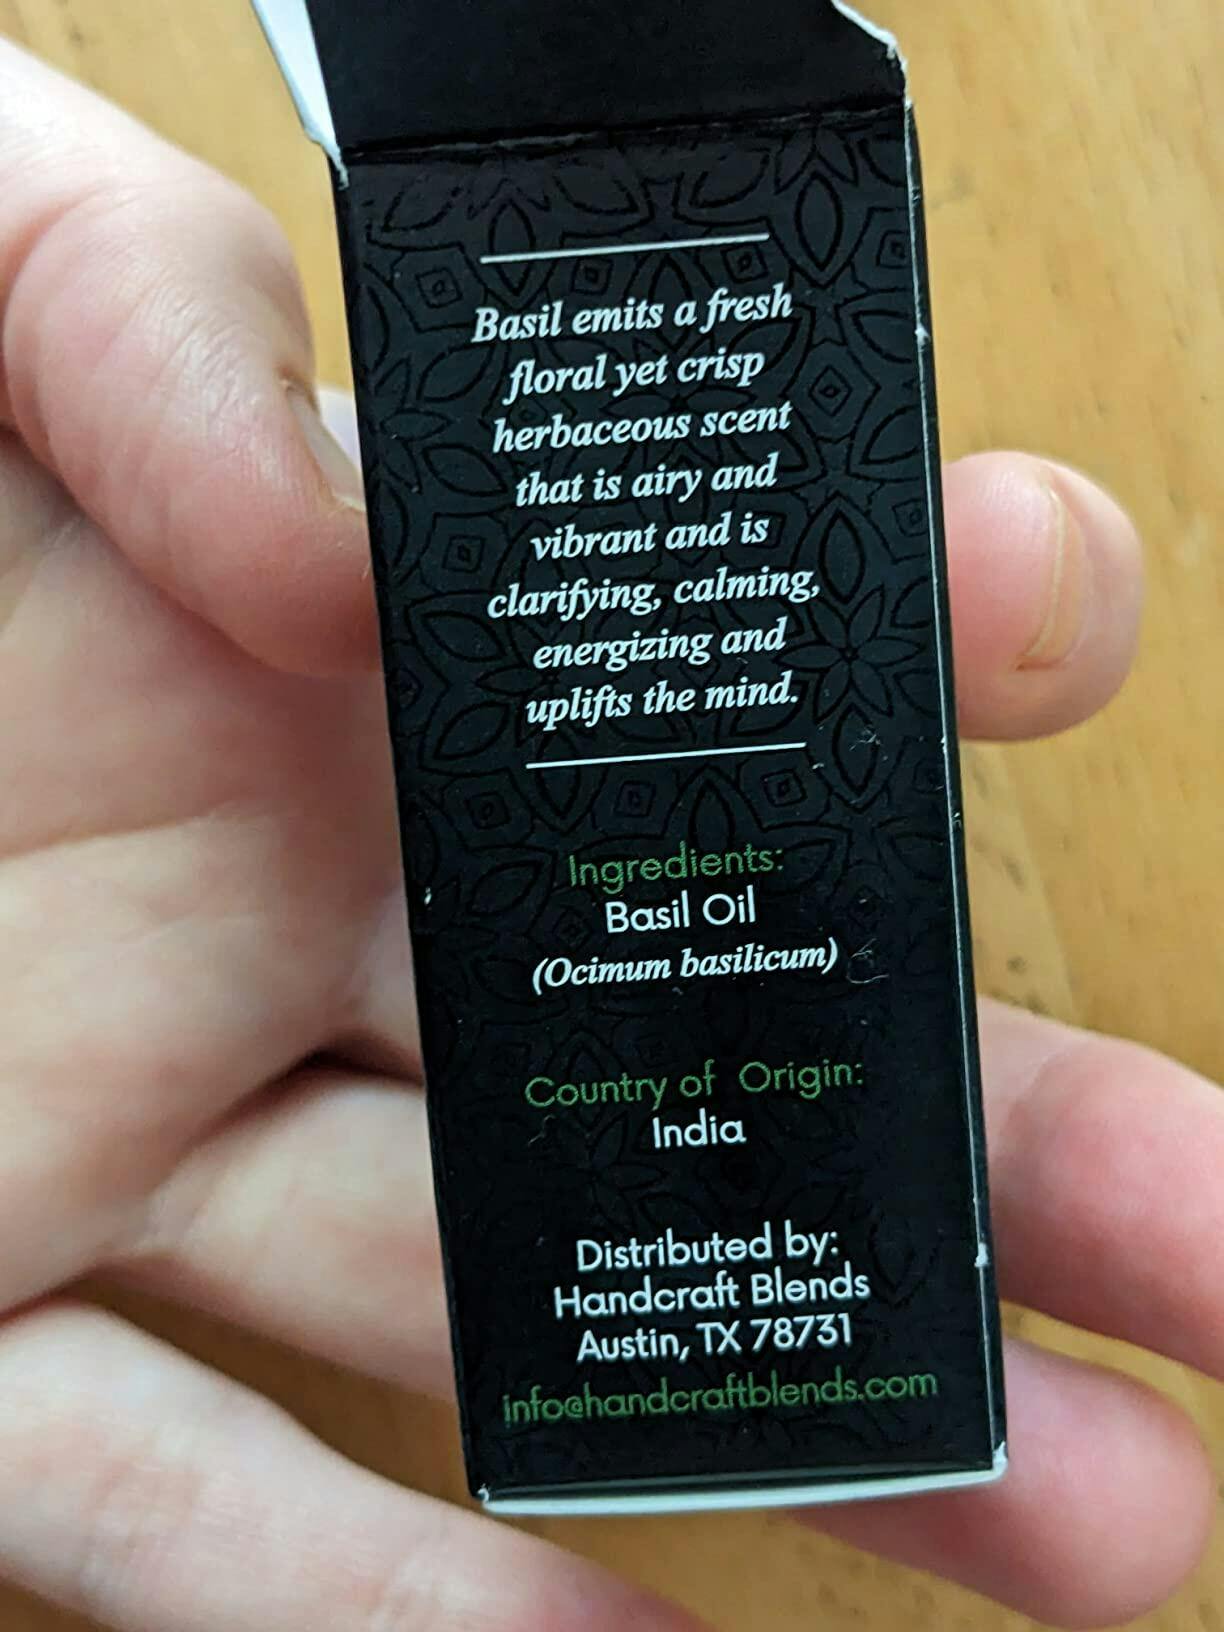 Basil emits a fresh
floral yet crisp
herbaceous scent
that is airy and
vibrant and is
clarifying, calming,
energizing and
uplifts the mind.
Ingredients:
Basil Oil
(Ocimum basilicum)
Country of Origin:
India
Distributed by:
Handcraft Blends
Austin, TX 78731
info@handcraftblends.com